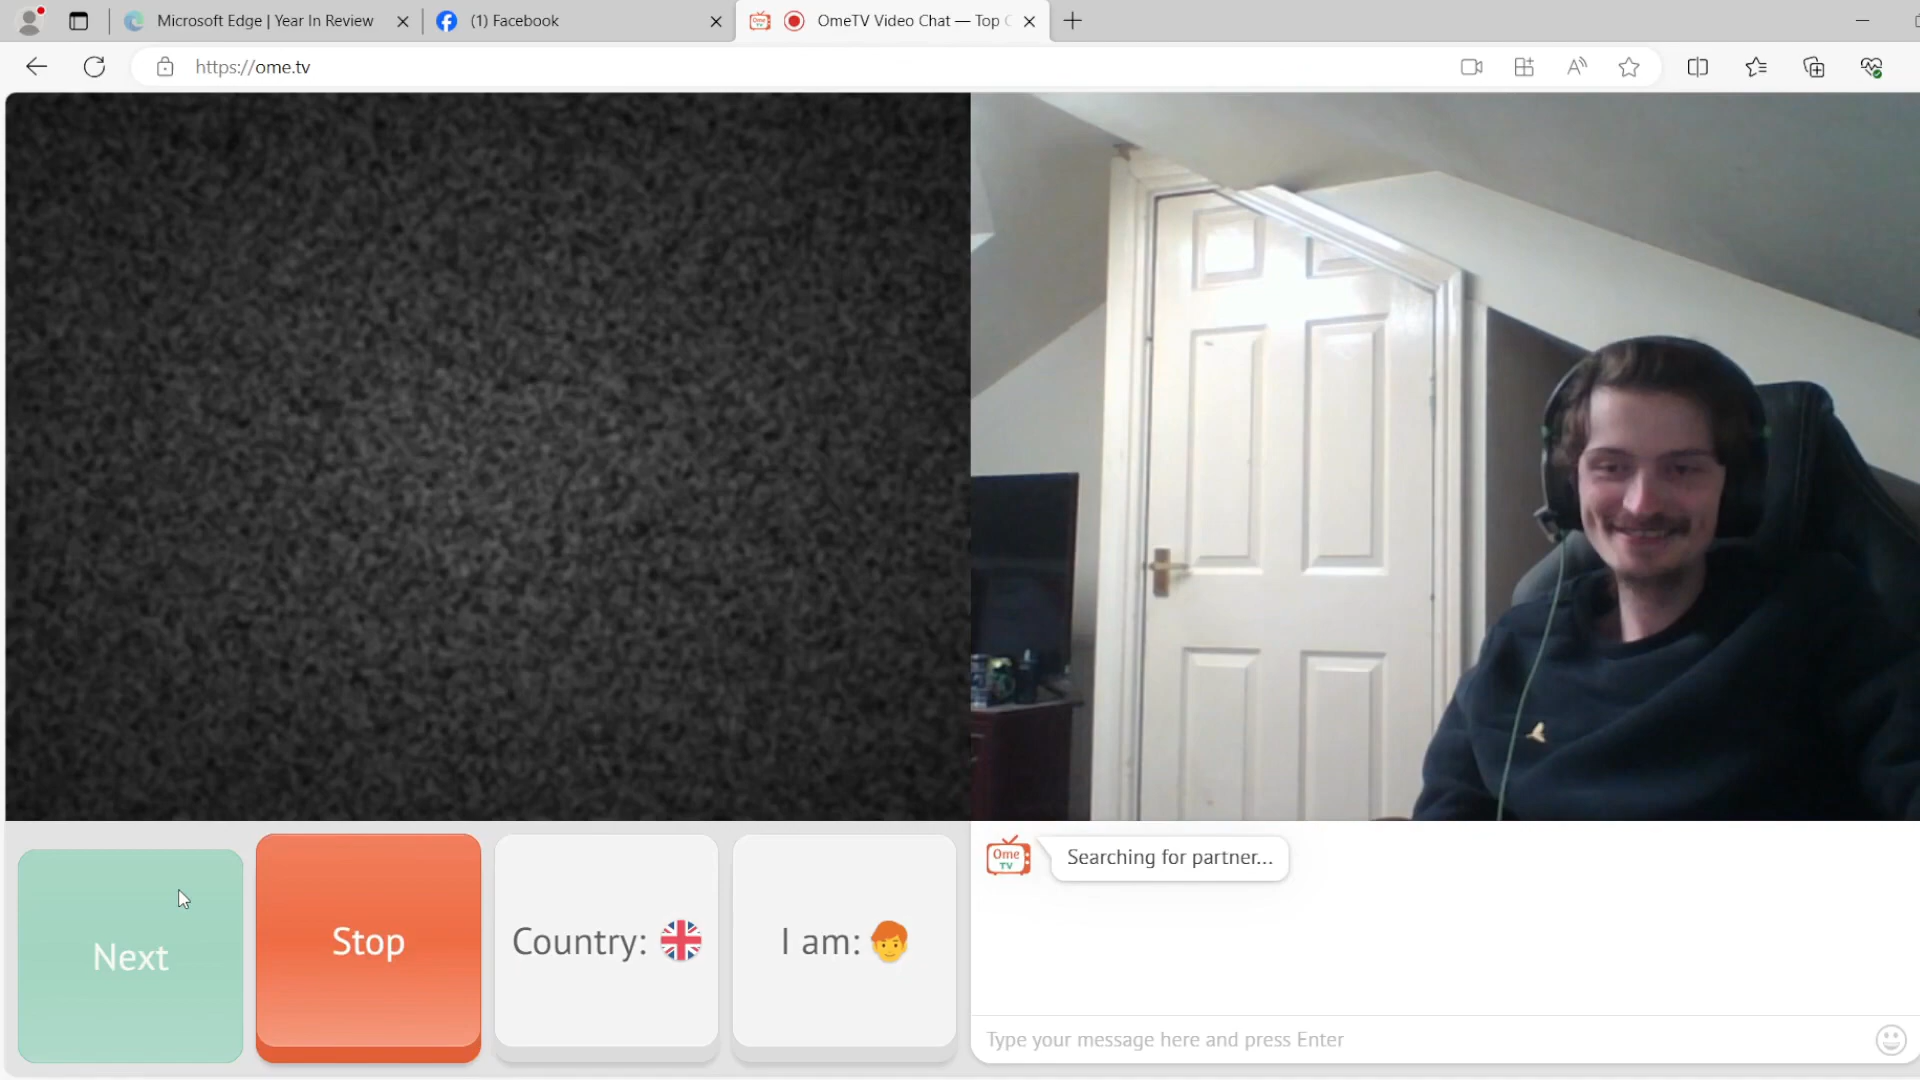 Microsoft Edge | Year In Review
(1) Facebook
OmeTV Video Chat — Top
https://ome.tv
Next
Stop
Country:
I am:
Ome
TV
Searching for partner...
Type your message here and press Enter